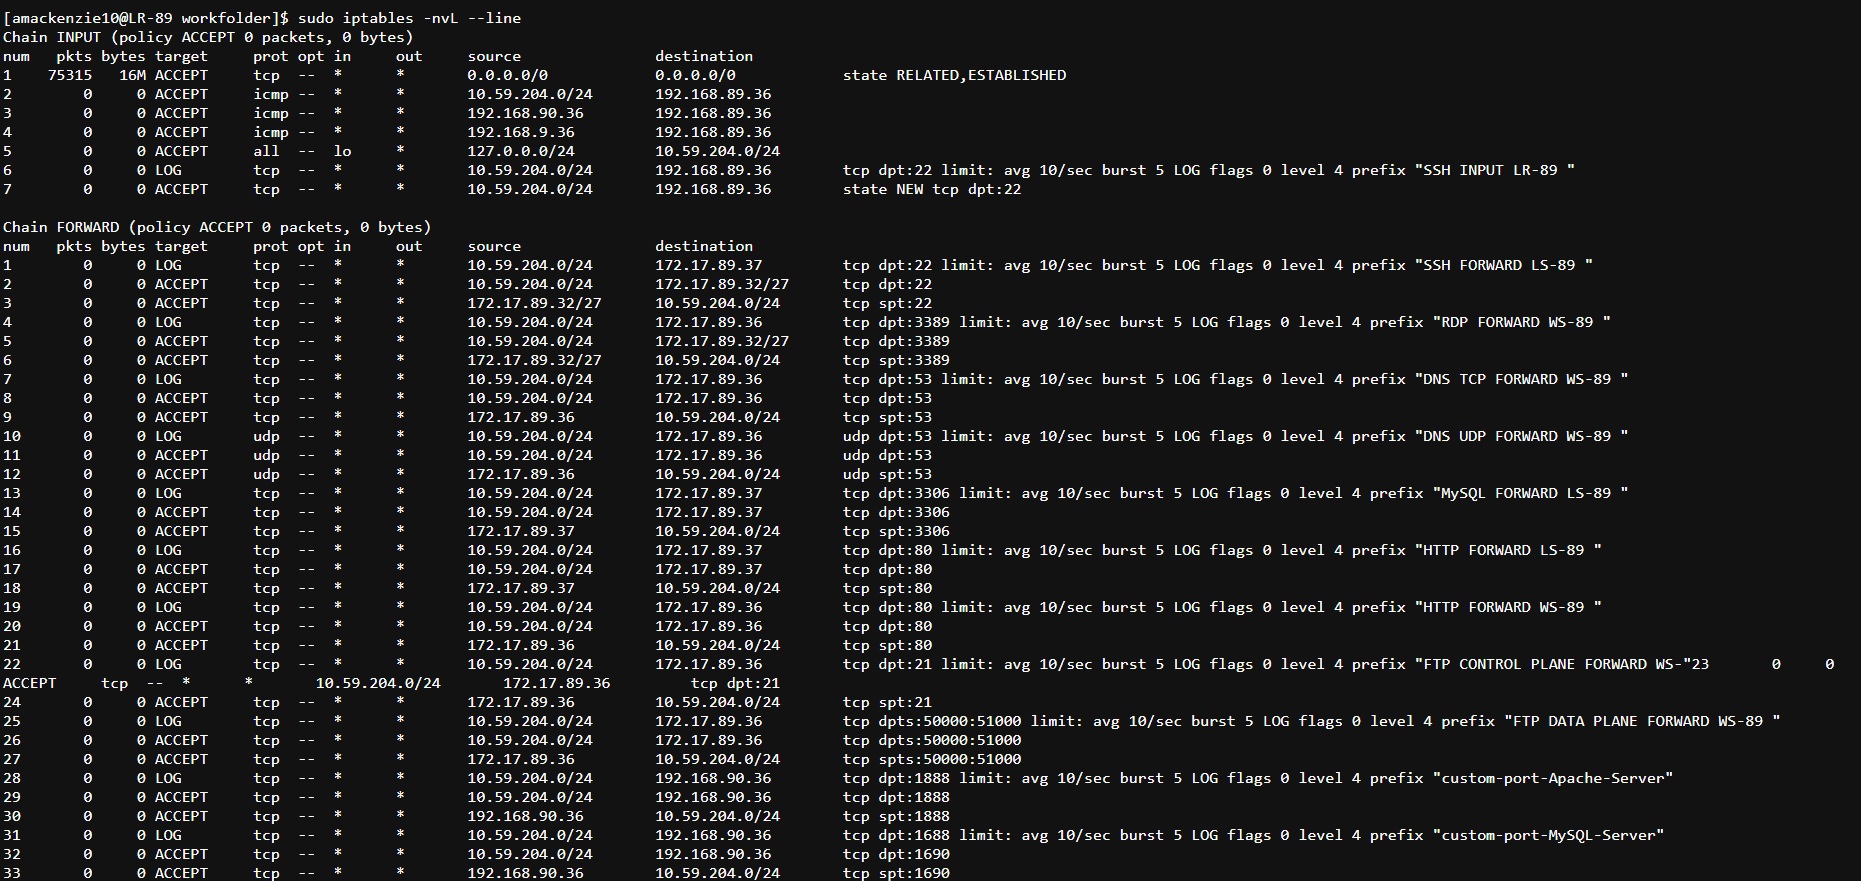 [amackenzie10@LR-89 workfolder]$ sudo iptables -nvL --line
Chain INPUT (policy ACCEPT 0 packets, 0 bytes)
num   pkts bytes target     prot opt in     out     source               destination
1    75315   16M ACCEPT     tcp  --  *      *       0.0.0.0/0            0.0.0.0/0            state RELATED,ESTABLISHED
2        0     0 ACCEPT     icmp --  *      *       10.59.204.0/24       192.168.89.36
3        0     0 ACCEPT     icmp --  *      *       192.168.90.36        192.168.89.36
4        0     0 ACCEPT     icmp --  *      *       192.168.9.36         192.168.89.36
5        0     0 ACCEPT     all  --  lo     *       127.0.0.0/24         10.59.204.0/24
6        0     0 LOG        tcp  --  *      *       10.59.204.0/24       192.168.89.36        tcp dpt:22 limit: avg 10/sec burst 5 LOG flags 0 level 4 prefix "SSH INPUT LR-89 "
7        0     0 ACCEPT     tcp  --  *      *       10.59.204.0/24       192.168.89.36        state NEW tcp dpt:22

Chain FORWARD (policy ACCEPT 0 packets, 0 bytes)
num   pkts bytes target     prot opt in     out     source               destination
1        0     0 LOG        tcp  --  *      *       10.59.204.0/24       172.17.89.37         tcp dpt:22 limit: avg 10/sec burst 5 LOG flags 0 level 4 prefix "SSH FORWARD LS-89 "
2        0     0 ACCEPT     tcp  --  *      *       10.59.204.0/24       172.17.89.32/27      tcp dpt:22
3        0     0 ACCEPT     tcp  --  *      *       172.17.89.32/27      10.59.204.0/24       tcp spt:22
4        0     0 LOG        tcp  --  *      *       10.59.204.0/24       172.17.89.36         tcp dpt:3389 limit: avg 10/sec burst 5 LOG flags 0 level 4 prefix "RDP FORWARD WS-89 "
5        0     0 ACCEPT     tcp  --  *      *       10.59.204.0/24       172.17.89.32/27      tcp dpt:3389
6        0     0 ACCEPT     tcp  --  *      *       172.17.89.32/27      10.59.204.0/24       tcp spt:3389
7        0     0 LOG        tcp  --  *      *       10.59.204.0/24       172.17.89.36         tcp dpt:53 limit: avg 10/sec burst 5 LOG flags 0 level 4 prefix "DNS TCP FORWARD WS-89 "
8        0     0 ACCEPT     tcp  --  *      *       10.59.204.0/24       172.17.89.36         tcp dpt:53
9        0     0 ACCEPT     tcp  --  *      *       172.17.89.36         10.59.204.0/24       tcp spt:53
10       0     0 LOG        udp  --  *      *       10.59.204.0/24       172.17.89.36         udp dpt:53 limit: avg 10/sec burst 5 LOG flags 0 level 4 prefix "DNS UDP FORWARD WS-89 "
11       0     0 ACCEPT     udp  --  *      *       10.59.204.0/24       172.17.89.36         udp dpt:53
12       0     0 ACCEPT     udp  --  *      *       172.17.89.36         10.59.204.0/24       udp spt:53
13       0     0 LOG        tcp  --  *      *       10.59.204.0/24       172.17.89.37         tcp dpt:3306 limit: avg 10/sec burst 5 LOG flags 0 level 4 prefix "MySQL FORWARD LS-89 "
14       0     0 ACCEPT     tcp  --  *      *       10.59.204.0/24       172.17.89.37         tcp dpt:3306
15       0     0 ACCEPT     tcp  --  *      *       172.17.89.37         10.59.204.0/24       tcp spt:3306
16       0     0 LOG        tcp  --  *      *       10.59.204.0/24       172.17.89.37         tcp dpt:80 limit: avg 10/sec burst 5 LOG flags 0 level 4 prefix "HTTP FORWARD LS-89 "
17       0     0 ACCEPT     tcp  --  *      *       10.59.204.0/24       172.17.89.37         tcp dpt:80
18       0     0 ACCEPT     tcp  --  *      *       172.17.89.37         10.59.204.0/24       tcp spt:80
19       0     0 LOG        tcp  --  *      *       10.59.204.0/24       172.17.89.36         tcp dpt:80 limit: avg 10/sec burst 5 LOG flags 0 level 4 prefix "HTTP FORWARD WS-89 "
20       0     0 ACCEPT     tcp  --  *      *       10.59.204.0/24       172.17.89.36         tcp dpt:80
21       0     0 ACCEPT     tcp  --  *      *       172.17.89.36         10.59.204.0/24       tcp spt:80
22       0     0 LOG        tcp  --  *      *       10.59.204.0/24       172.17.89.36         tcp dpt:21 limit: avg 10/sec burst 5 LOG flags 0 level 4 prefix "FTP CONTROL PLANE FORWARD WS-"23       0     0
ACCEPT     tcp  --  *      *       10.59.204.0/24       172.17.89.36         tcp dpt:21
24       0     0 ACCEPT     tcp  --  *      *       172.17.89.36         10.59.204.0/24       tcp spt:21
25       0     0 LOG        tcp  --  *      *       10.59.204.0/24       172.17.89.36         tcp dpts:50000:51000 limit: avg 10/sec burst 5 LOG flags 0 level 4 prefix "FTP DATA PLANE FORWARD WS-89 "
26       0     0 ACCEPT     tcp  --  *      *       10.59.204.0/24       172.17.89.36         tcp dpts:50000:51000
27       0     0 ACCEPT     tcp  --  *      *       172.17.89.36         10.59.204.0/24       tcp spts:50000:51000
28       0     0 LOG        tcp  --  *      *       10.59.204.0/24       192.168.90.36        tcp dpt:1888 limit: avg 10/sec burst 5 LOG flags 0 level 4 prefix "custom-port-Apache-Server"
29       0     0 ACCEPT     tcp  --  *      *       10.59.204.0/24       192.168.90.36        tcp dpt:1888
30       0     0 ACCEPT     tcp  --  *      *       192.168.90.36        10.59.204.0/24       tcp spt:1888
31       0     0 LOG        tcp  --  *      *       10.59.204.0/24       192.168.90.36        tcp dpt:1688 limit: avg 10/sec burst 5 LOG flags 0 level 4 prefix "custom-port-MySQL-Server"
32       0     0 ACCEPT     tcp  --  *      *       10.59.204.0/24       192.168.90.36        tcp dpt:1690
33       0     0 ACCEPT     tcp  --  *      *       192.168.90.36        10.59.204.0/24       tcp spt:1690